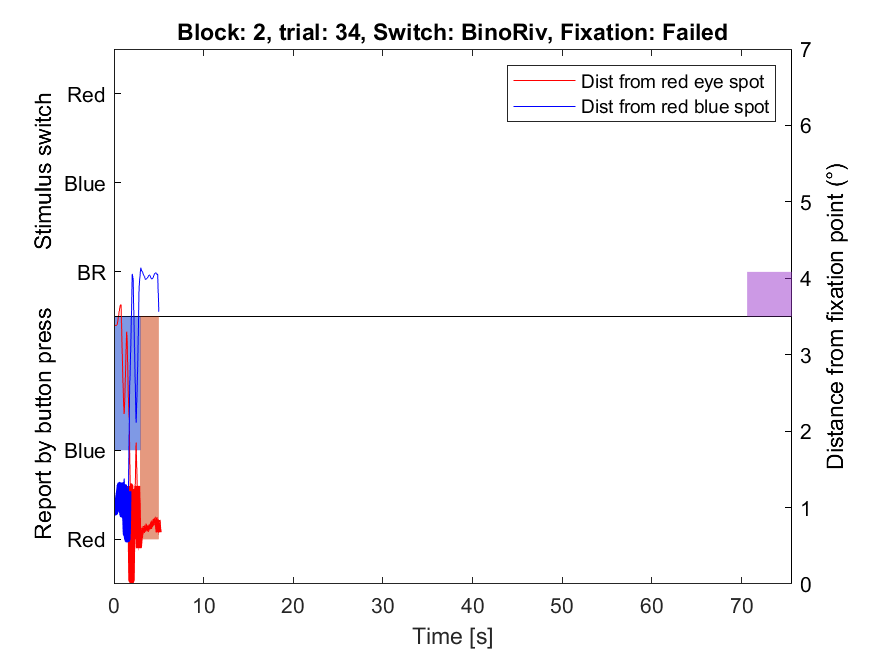 Block: 2, trial: 34, Switch: BinoRiv, Fixation: Failed
Dist from red eye spot
Dist from red blue spot
Stimulus switch
Red
Blue
BR
Report by button press
Blue
Red
7
6
5
4
3
2
1
0
Distance from fixation point (°)
0 10 20 30 40 50 60 70
Time [s]